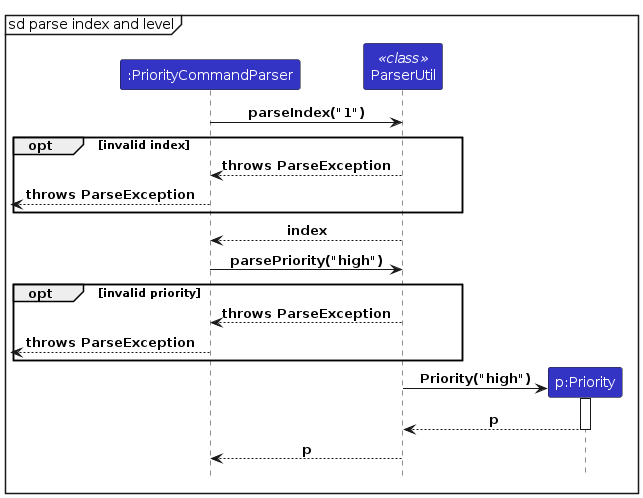 sd parse index and level
:PriorityCommandParser
«class»
ParserUtil
parseIndex("1")
opt [invalid index]
throws ParseException
throws ParseException
index
parsePriority("high")
opt [invalid priority]
throws ParseException
throws ParseException
Priority("high")
p:Priority
p
p